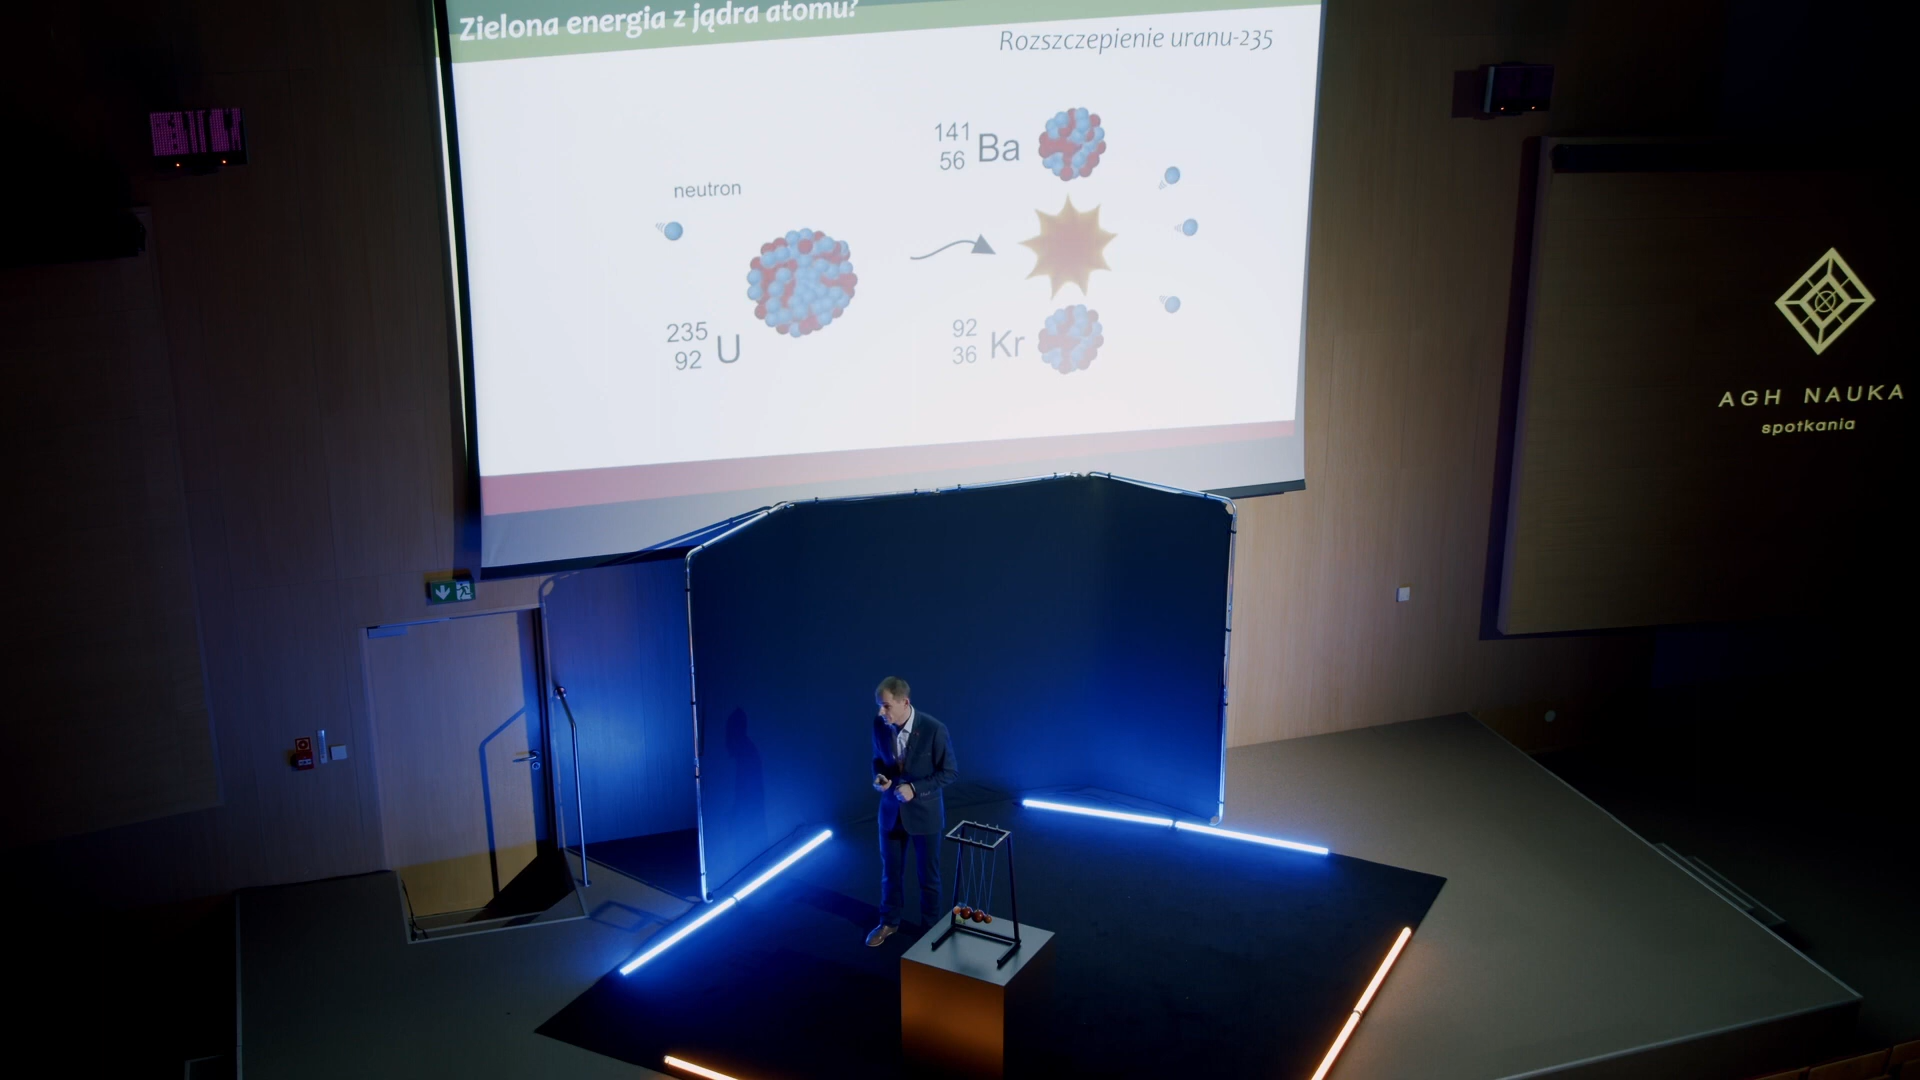 Zielona energia z jądra atomu?
Rozszczepienie uranu-235
neutron
235
92 U
141
56 Ba
92
36 Kr
AGH NAUKA
spotkania